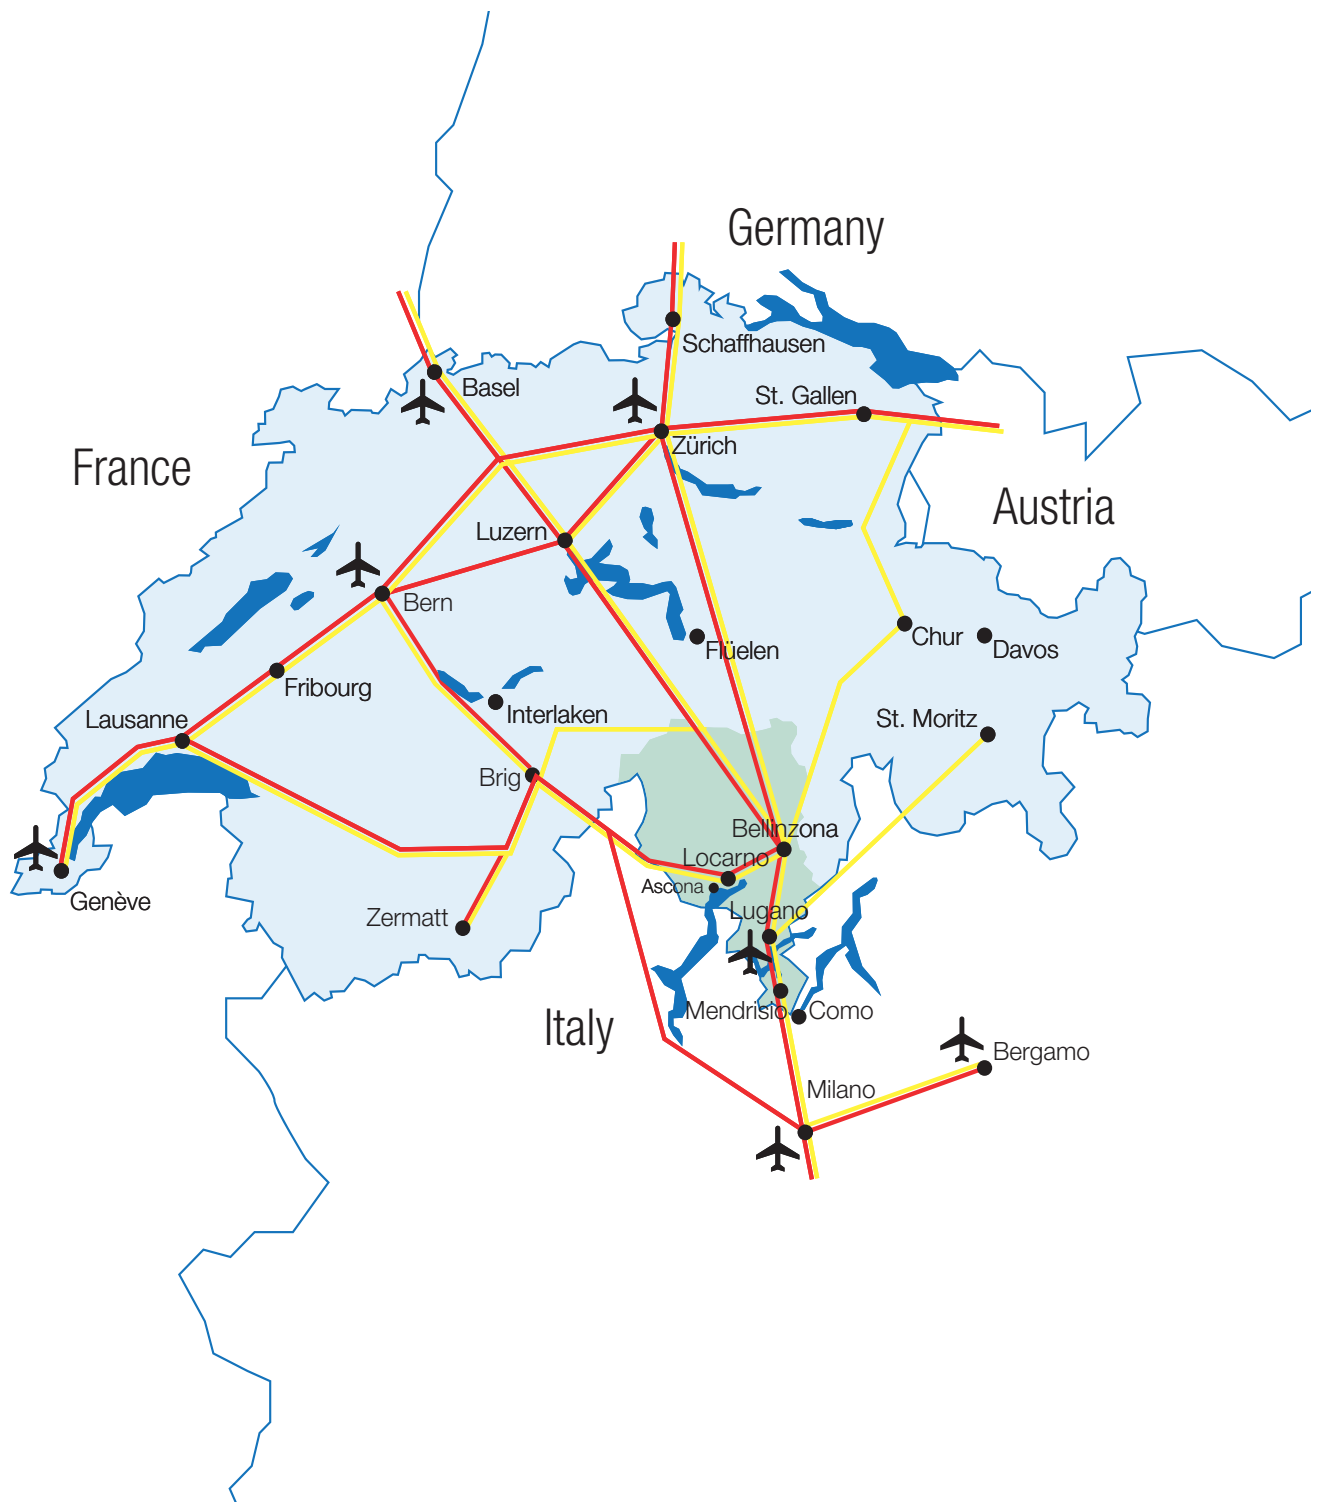 Germany
Schaffhausen
Basel
St. Gallen
Zürich
France
Austria
Luzern
Bern
Chur
Flüelen
Davos
Fribourg
Interlaken
Lausanne
St. Moritz
Brig
Bellinzona
Locarno
Ascona
Genève
Lugano
Zermatt
Mendrisio
Como
Italy
Bergamo
Milano